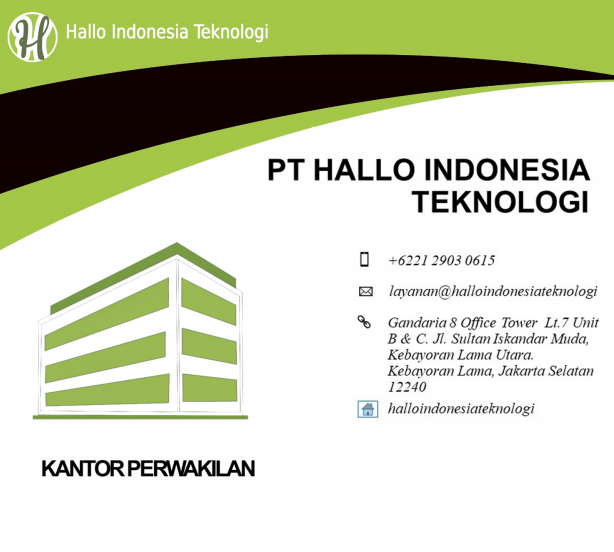 Hallo Indonesia Teknologi
PT HALLO INDONESIA
TEKNOLOGI
+6221 2903 0615
layanan@halloindonesiateknologi
Gandaria 8 Office Tower Lt.7 Unit
B & C. Jl. Sultan Iskandar Muda,
Kebayoran Lama Utara.
Kebayoran Lama, Jakarta Selatan
12240
halloindonesiateknologi
KANTOR PERWAKILAN